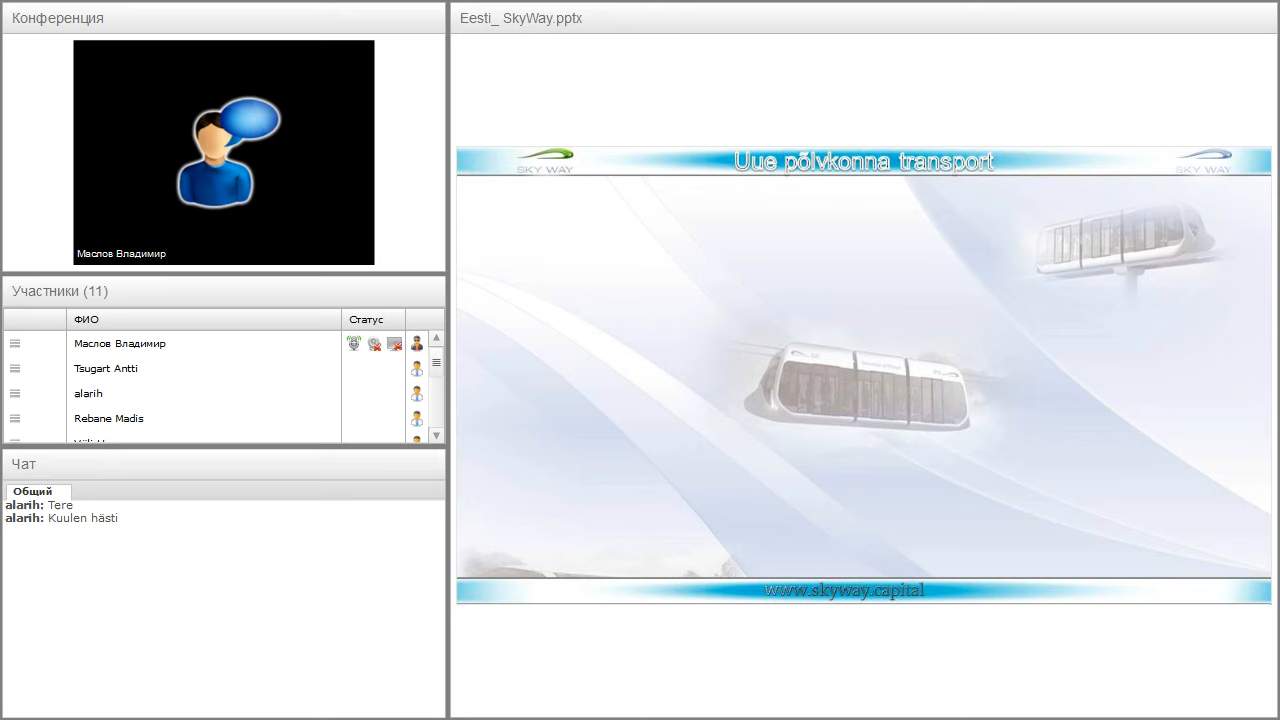 Конференция
Маслов Владимир
Участники (11)
ФИО Статус
Маслов Владимир
Tsugart Antti
alarih
Rebane Madis
Чат
Общий
alarih: Tere
alarih: Kuulen hästi
Eesti_ SkyWay.pptx
SKY WAY Uue põlvkonna transport SKY WAY
www.skyway.capital